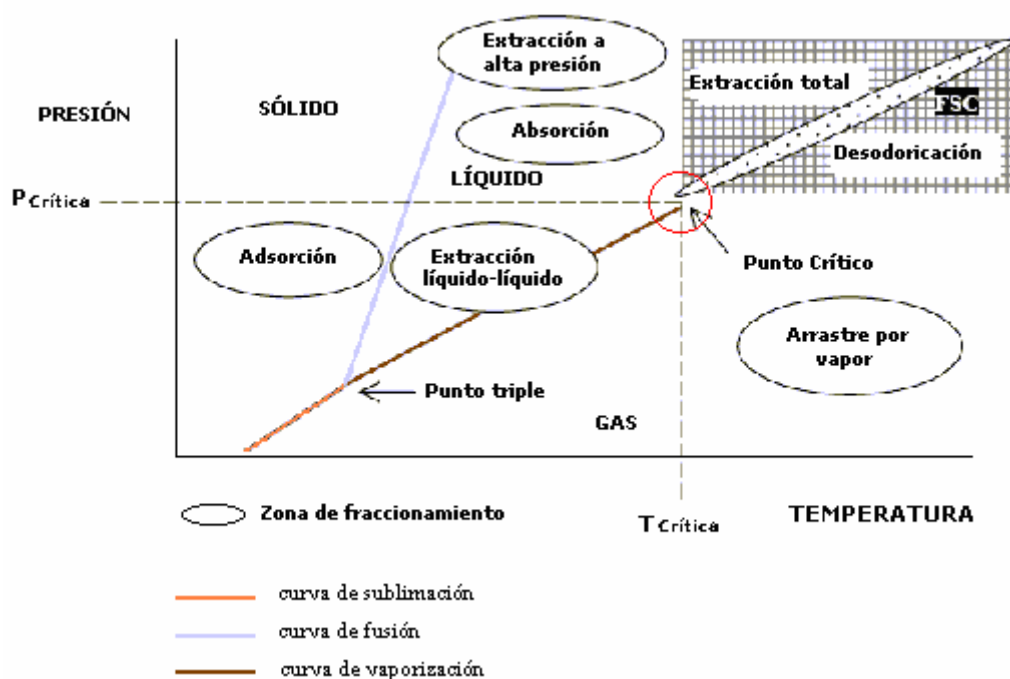 Extracción a
alta presión
PRESIÓN
SÓLIDO
Absorción
Extracción total
FSC
Desodoricación
LÍQUIDO
P Crítica
Adsorción
Extracción
líquido-líquido
Punto Crítico
Arrastre por
vapor
Punto triple
GAS
Zona de fraccionamiento
T Crítica
TEMPERATURA
curva de sublimación
curva de fusión
curva de vaporización